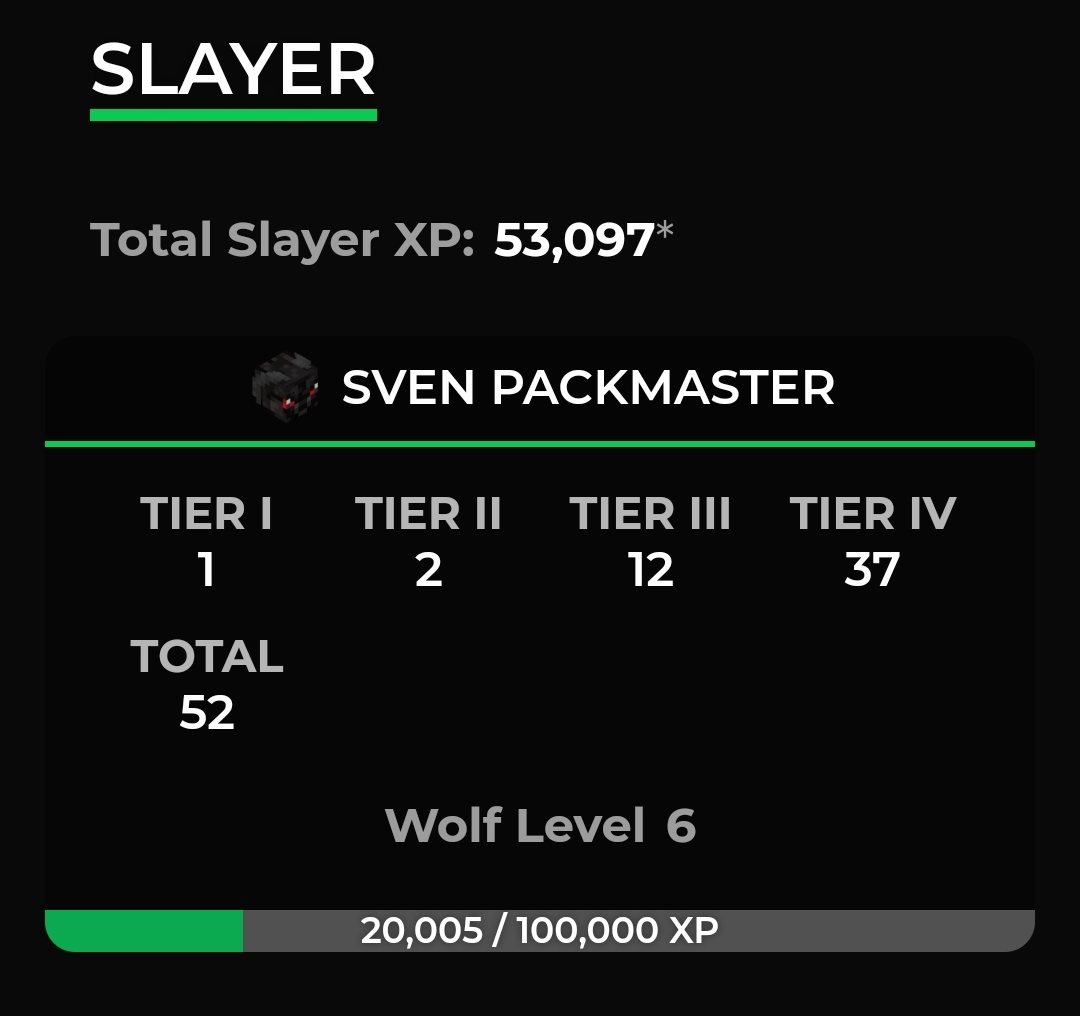 SLAYER
Total Slayer XP: 53,097*
SVEN PACKMASTER
TIER I TIER II TIER III TIER IV
1 2 12 37
TOTAL
52
Wolf Level 6
20,005 / 100,000 XP